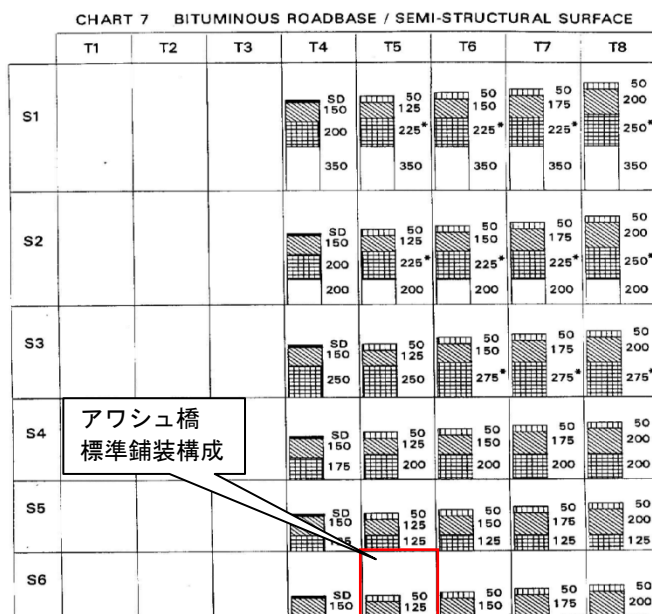 CHART 7 BITUMINOUS ROADBASE / SEMI-STRUCTURAL SURFACE
T1 T2 T3 T4 T5 T6 T7 T8
S1
SD 50 50 50 50
150 125 150 175 200
200 225* 225* 225* 250*
350 350 350 350 350
S2
SD 50 50 50 50
150 125 150 175 200
200 225* 225* 225* 250*
200 200 200 200 200
S3
SD 50 50 50 50
150 125 150 175 200
250 250 275* 275* 275*
アワシュ橋
標準舗装構成
S4
SD 50 50 50 50
150 125 150 175 200
175 200 200 200 200
S5
SD 50 50 50 50
150 125 150 175 200
125 125 125 125
S6
SD 50 50 50 50
150 125 150 175 200